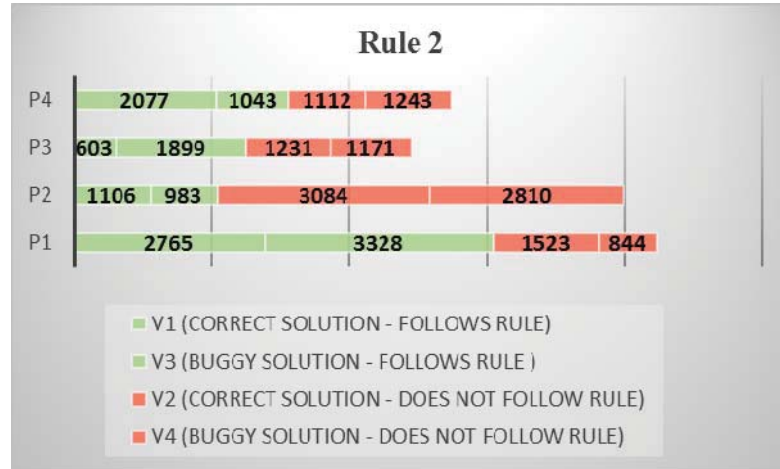 Rule 2
P4 2077 1043 1112 1243
P3 603 1899 1231 1171
P2 1106 983 3084 2810
P1 2765 3328 1523 844
V1 (CORRECT SOLUTION - FOLLOWS RULE)
V3 (BUGGY SOLUTION - FOLLOWS RULE )
V2 (CORRECT SOLUTION - DOES NOT FOLLOW RULE)
V4 (BUGGY SOLUTION - DOES NOT FOLLOW RULE)